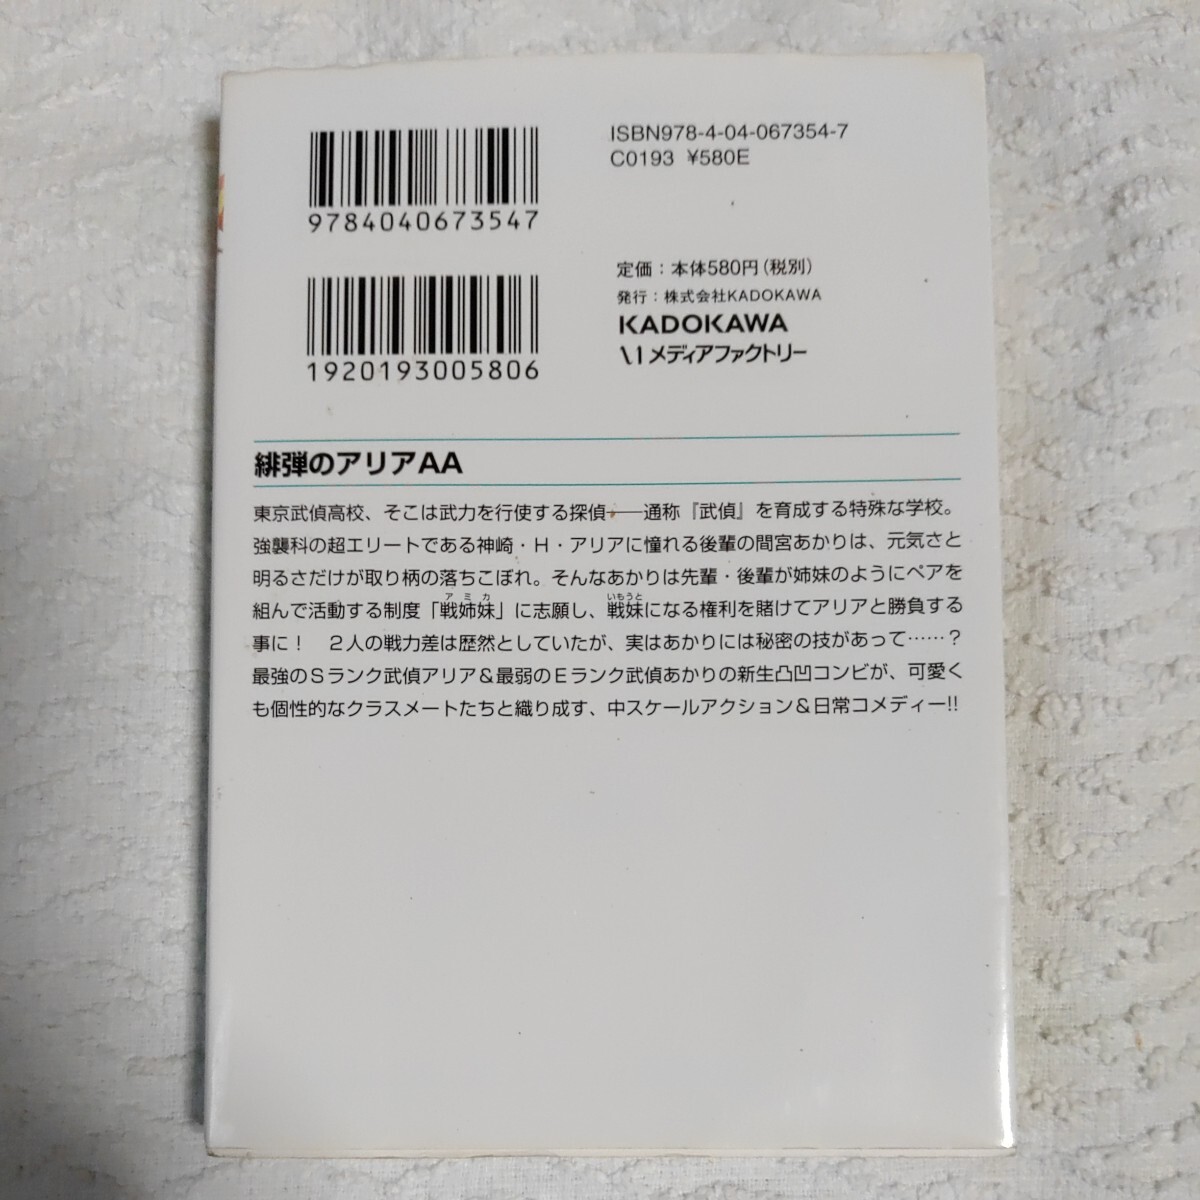 ISBN978-4-04-067354-7
C0193 ¥580E
9784040673547
定価：本体580円（税別）
発行：株式会社KADOKAWA
KADOKAWA
メディアファクトリー
1920193005806
緋弾のアリアAA
東京武偵高校、そこは武力を行使する探偵――通称『武偵』を育成する特殊な学校。
強襲科の超エリートである神崎・Ｈ・アリアに憧れる後輩の間宮あかりは、元気さと
明るさだけが取り柄の落ちこぼれ。そんなあかりは先輩・後輩が姉妹のようにペアを
アミカ いもうと
組んで活動する制度「戦姉妹」に志願し、戦妹になる権利を賭けてアリアと勝負する
事に！　２人の戦力差は歴然としていたが、実はあかりには秘密の技があって……？
最強のＳランク武偵アリア＆最弱のＥランク武偵あかりの新生凸凹コンビが、可愛く
も個性的なクラスメートたちと織り成す、中スケールアクション＆日常コメディー!!